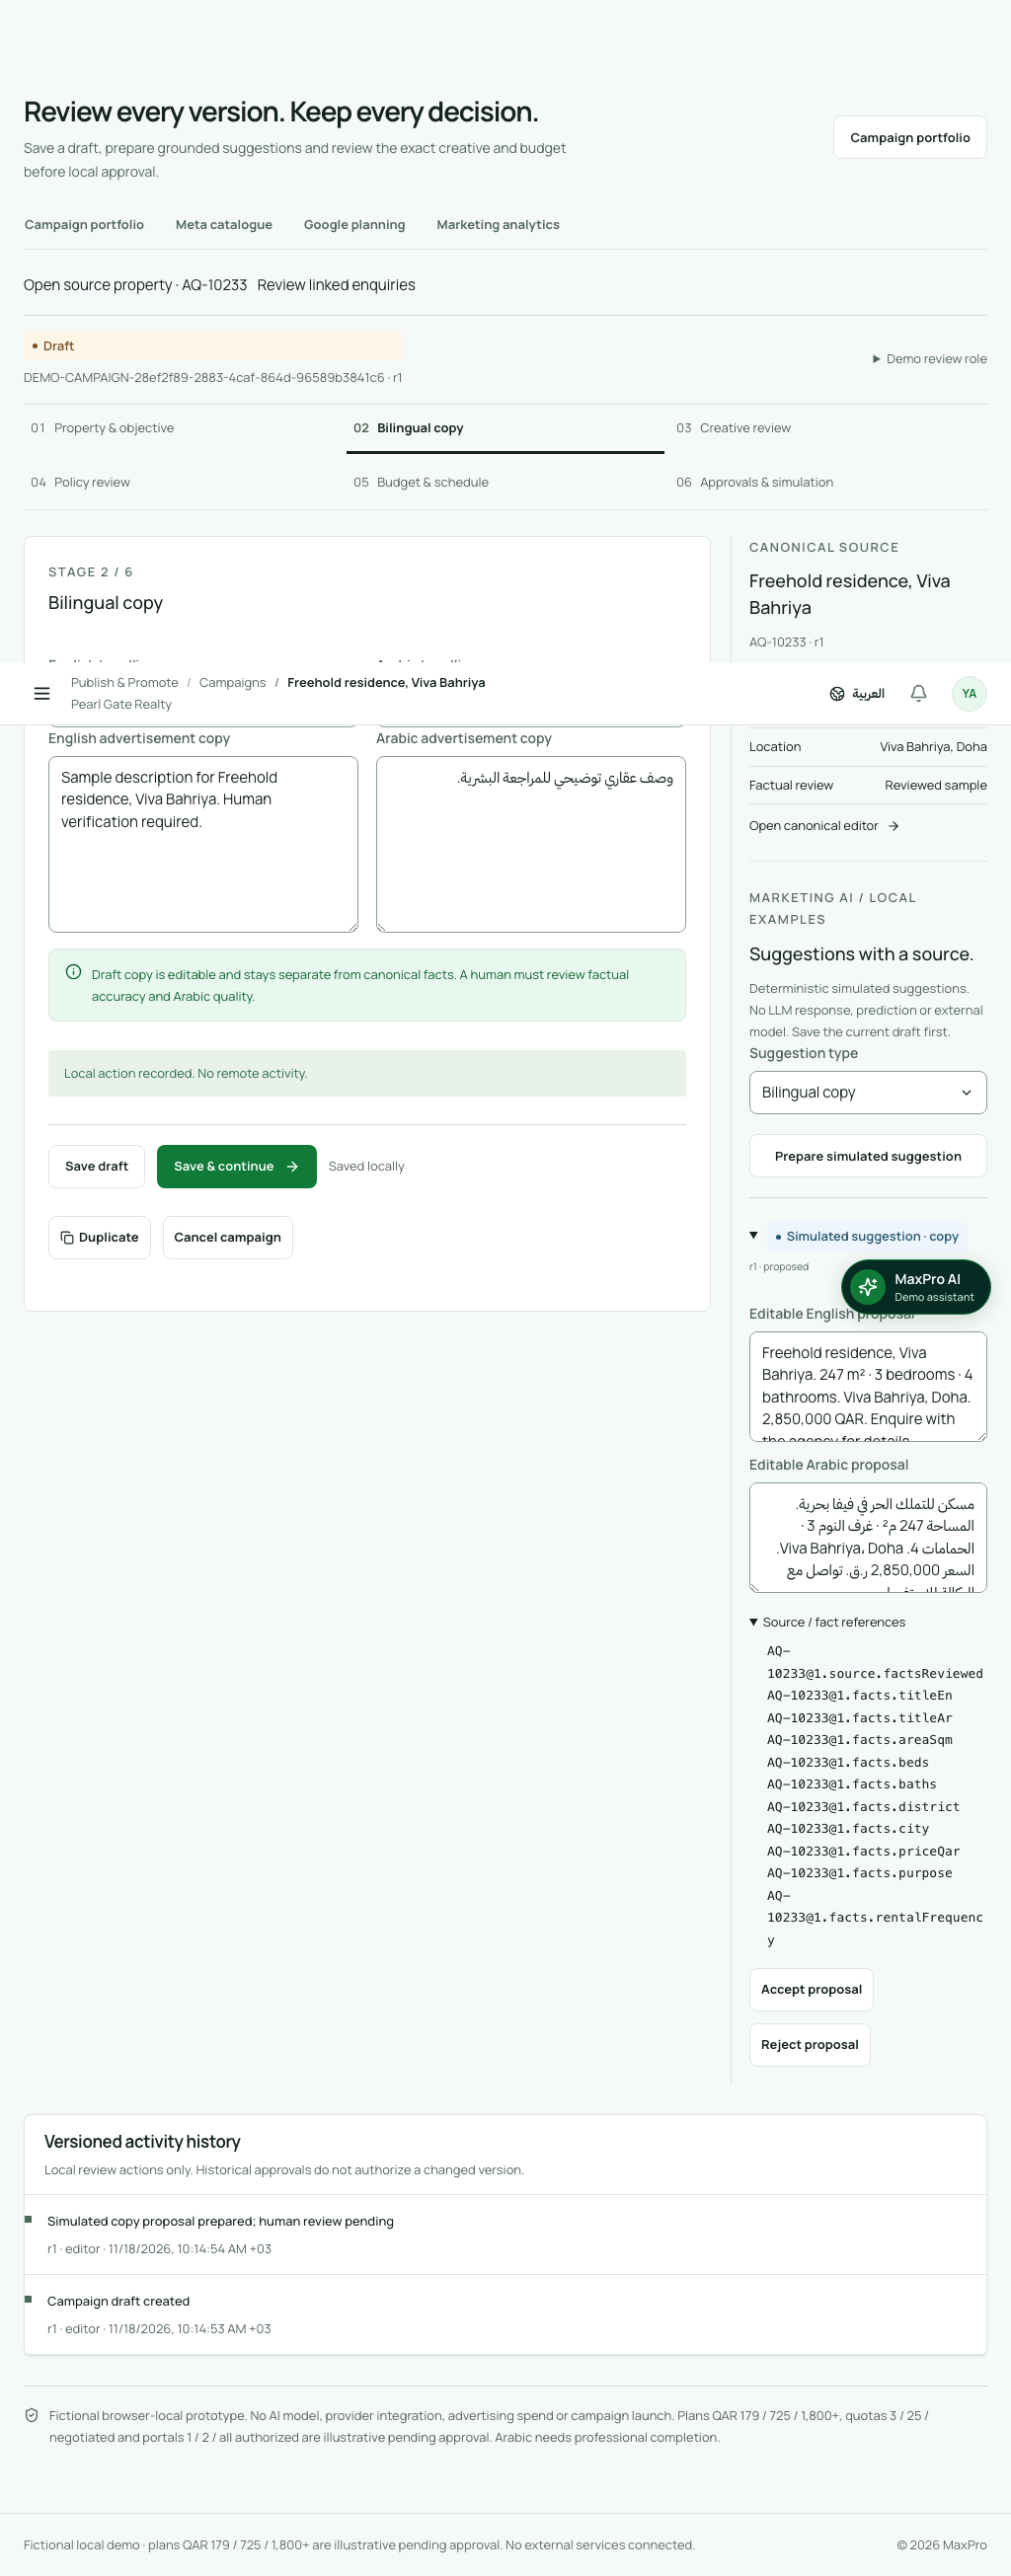 Review every version. Keep every decision.
Save a draft, prepare grounded suggestions and review the exact creative and budget
before local approval.
Campaign portfolio
Campaign portfolio
Meta catalogue
Google planning
Marketing analytics
Open source property · AQ-10233
Review linked enquiries
Draft
DEMO-CAMPAIGN-28ef2f89-2883-4caf-864d-96589b3841c6 · r1
Demo review role
01 Property & objective
02 Bilingual copy
03 Creative review
04 Policy review
05 Budget & schedule
06 Approvals & simulation
STAGE 2 / 6
Bilingual copy
Publish & Promote / Campaigns / Freehold residence, Viva Bahriya
Pearl Gate Realty
العربية
YA
English advertisement copy
Sample description for Freehold
residence, Viva Bahriya. Human
verification required.
Arabic advertisement copy
وصف عقاري توضيحي للمراجعة البشرية.
Draft copy is editable and stays separate from canonical facts. A human must review factual
accuracy and Arabic quality.
Local action recorded. No remote activity.
Save draft
Save & continue
Saved locally
Duplicate
Cancel campaign
CANONICAL SOURCE
Freehold residence, Viva
Bahriya
AQ-10233 · r1
Location
Viva Bahriya, Doha
Factual review
Reviewed sample
Open canonical editor
MARKETING AI / LOCAL
EXAMPLES
Suggestions with a source.
Deterministic simulated suggestions.
No LLM response, prediction or external
model. Save the current draft first.
Suggestion type
Bilingual copy
Prepare simulated suggestion
Simulated suggestion · copy
r1 · proposed
MaxPro AI
Demo assistant
Editable English proposal
Freehold residence, Viva
Bahriya. 247 m² · 3 bedrooms · 4
bathrooms. Viva Bahriya, Doha.
2,850,000 QAR. Enquire with
the agency for details
Editable Arabic proposal
مسكن للتملك الحر في فيفا بحرية.
المساحة 247 م² · غرف النوم 3 ·
الحمامات 4. Viva Bahriya، Doha.
السعر 2,850,000 ر.ق. تواصل مع
Source / fact references
AQ-
10233@1.source.factsReviewed
AQ-10233@1.facts.titleEn
AQ-10233@1.facts.titleAr
AQ-10233@1.facts.areaSqm
AQ-10233@1.facts.beds
AQ-10233@1.facts.baths
AQ-10233@1.facts.district
AQ-10233@1.facts.city
AQ-10233@1.facts.priceQar
AQ-10233@1.facts.purpose
AQ-
10233@1.facts.rentalFrequenc
y
Accept proposal
Reject proposal
Versioned activity history
Local review actions only. Historical approvals do not authorize a changed version.
Simulated copy proposal prepared; human review pending
r1 · editor · 11/18/2026, 10:14:54 AM +03
Campaign draft created
r1 · editor · 11/18/2026, 10:14:53 AM +03
Fictional browser-local prototype. No AI model, provider integration, advertising spend or campaign launch. Plans QAR 179 / 725 / 1,800+, quotas 3 / 25 /
negotiated and portals 1 / 2 / all authorized are illustrative pending approval. Arabic needs professional completion.
Fictional local demo · plans QAR 179 / 725 / 1,800+ are illustrative pending approval. No external services connected.
© 2026 MaxPro